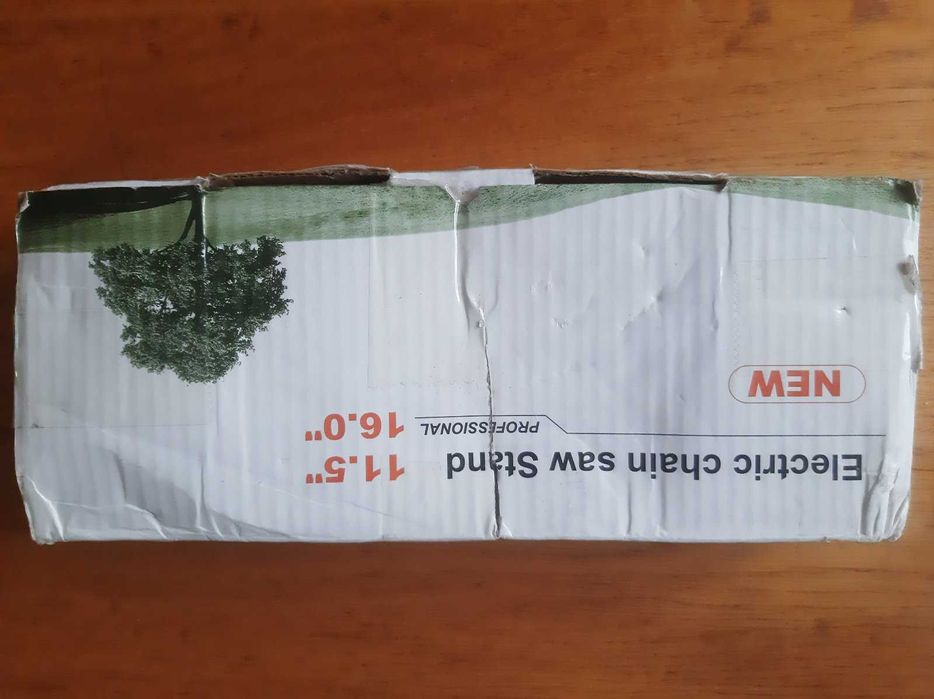 Electric chain saw Stand 11.5"
PROFESSIONAL 16.0"
NEW